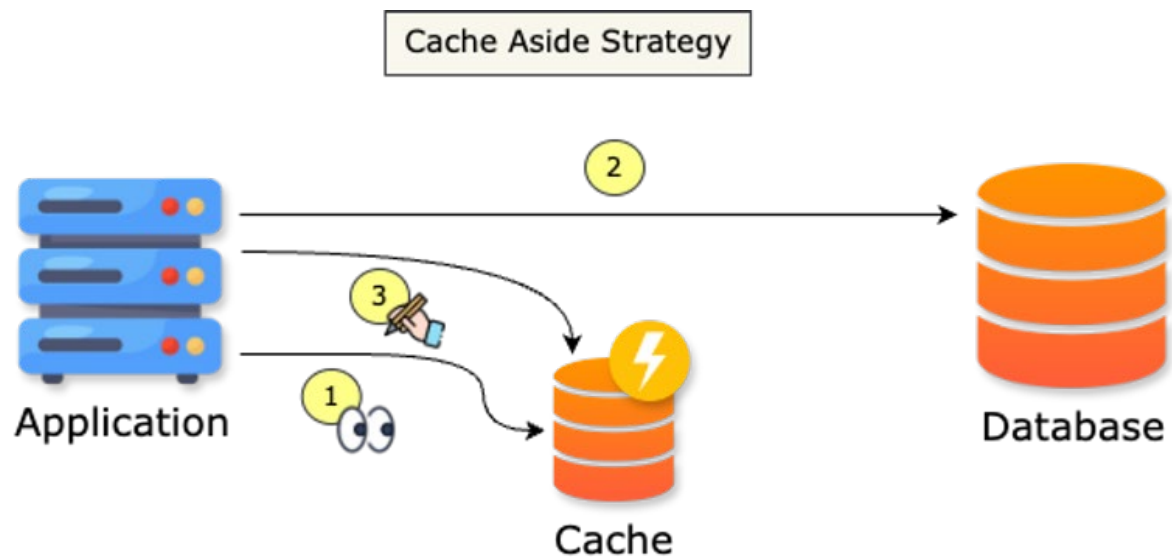 Cache Aside Strategy
2
3
1
Application
Database
Cache